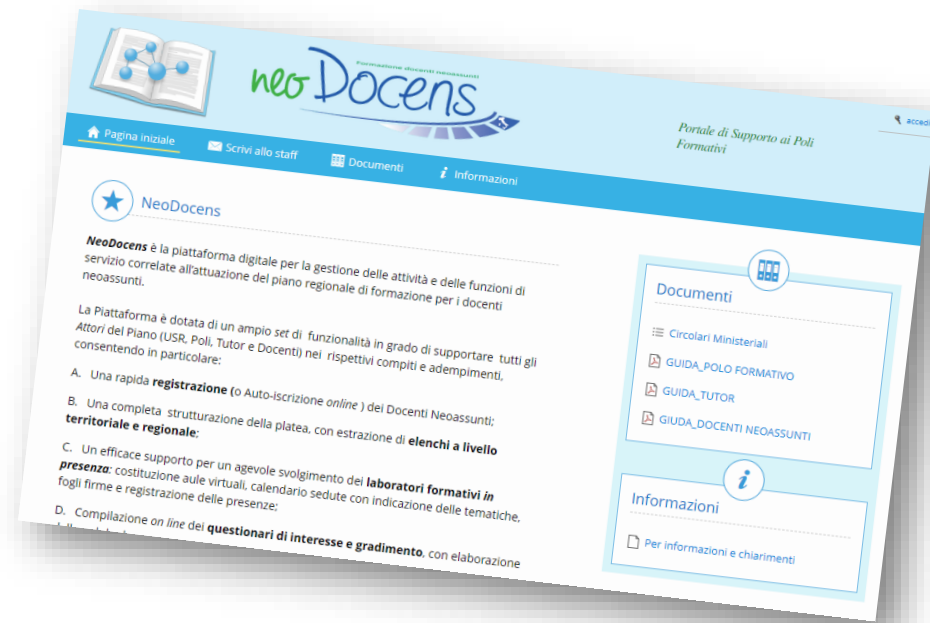 Formazione docenti neoassunti
neoDocens
Portale di Supporto ai Poli
Formativi
accedi
Pagina iniziale
Scrivi allo staff
Documenti
Informazioni
NeoDocens
NeoDocens è la piattaforma digitale per la gestione delle attività e delle funzioni di
servizio correlate all'attuazione del piano regionale di formazione per i docenti
neoassunti.
La Piattaforma è dotata di un ampio set di funzionalità in grado di supportare tutti gli
Attori del Piano (USR, Poli, Tutor e Docenti) nei rispettivi compiti e adempimenti,
consentendo in particolare:
A. Una rapida registrazione (o Auto-iscrizione online ) dei Docenti Neoassunti;
B. Una completa strutturazione della platea, con estrazione di elenchi a livello
territoriale e regionale;
C. Un efficace supporto per un agevole svolgimento dei laboratori formativi in
presenza: costituzione aule virtuali, calendario sedute con indicazione delle tematiche,
fogli firme e registrazione delle presenze;
D. Compilazione on line dei questionari di interesse e gradimento, con elaborazione
Documenti
Circolari Ministeriali
GUIDA_POLO FORMATIVO
GUIDA_TUTOR
GIUDA_DOCENTI NEOASSUNTI
Informazioni
Per informazioni e chiarimenti